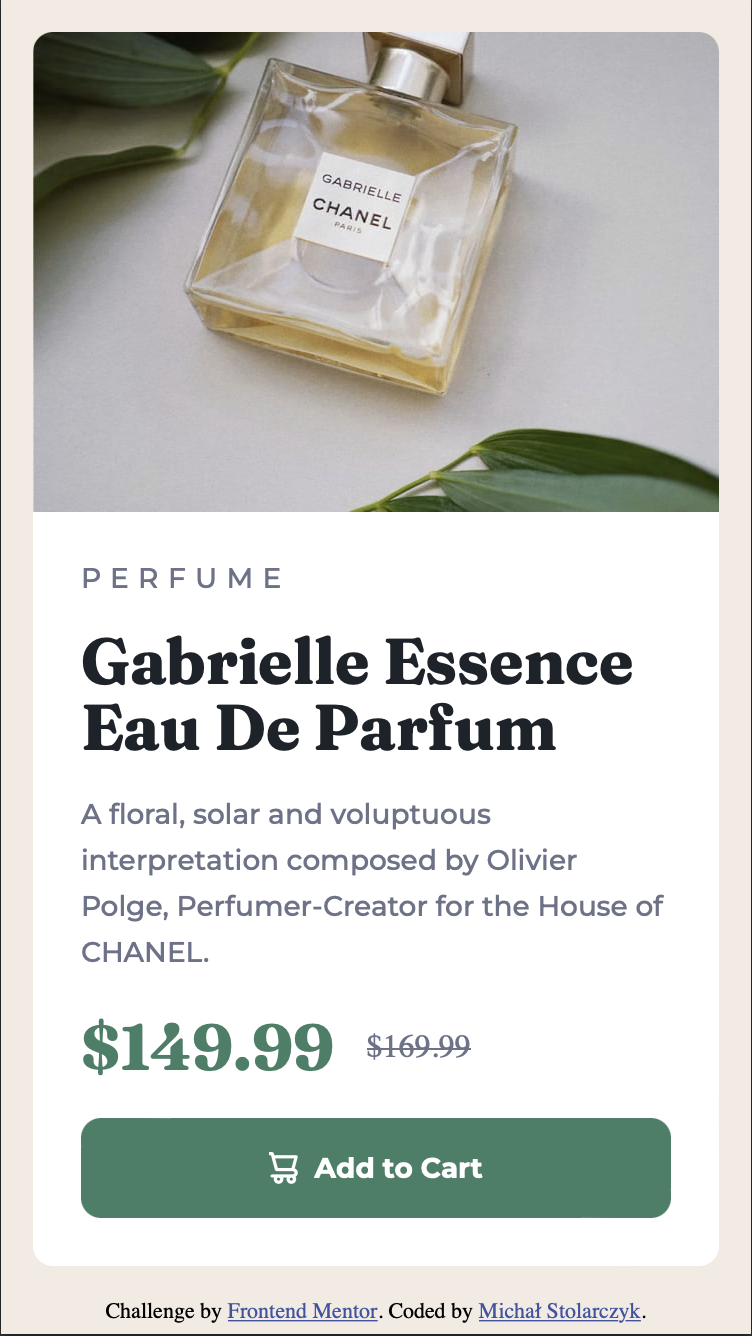 GABRIELLE
CHANEL
PARIS
PERFUME
Gabrielle Essence
Eau De Parfum
A floral, solar and voluptuous
interpretation composed by Olivier
Polge, Perfumer-Creator for the House of
CHANEL.
$149.99 $169.99
Add to Cart
Challenge by Frontend Mentor. Coded by Michał Stolarczyk.